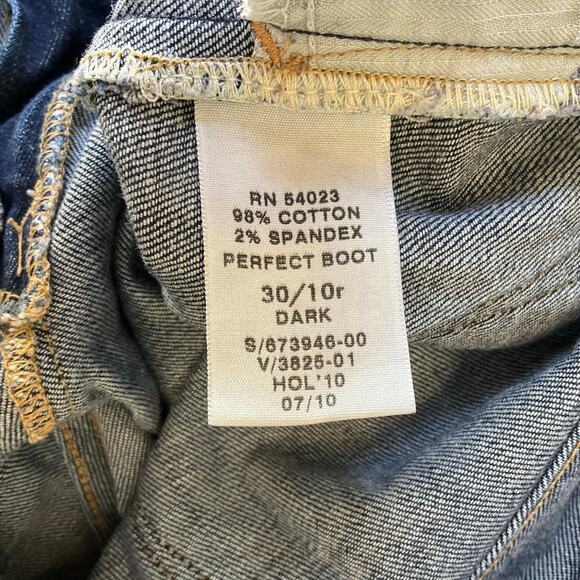 RN 54023
98% COTTON
2% SPANDEX
PERFECT BOOT
30/10r
DARK
S/673946-00
V/3825-01
HOL'10
07/10